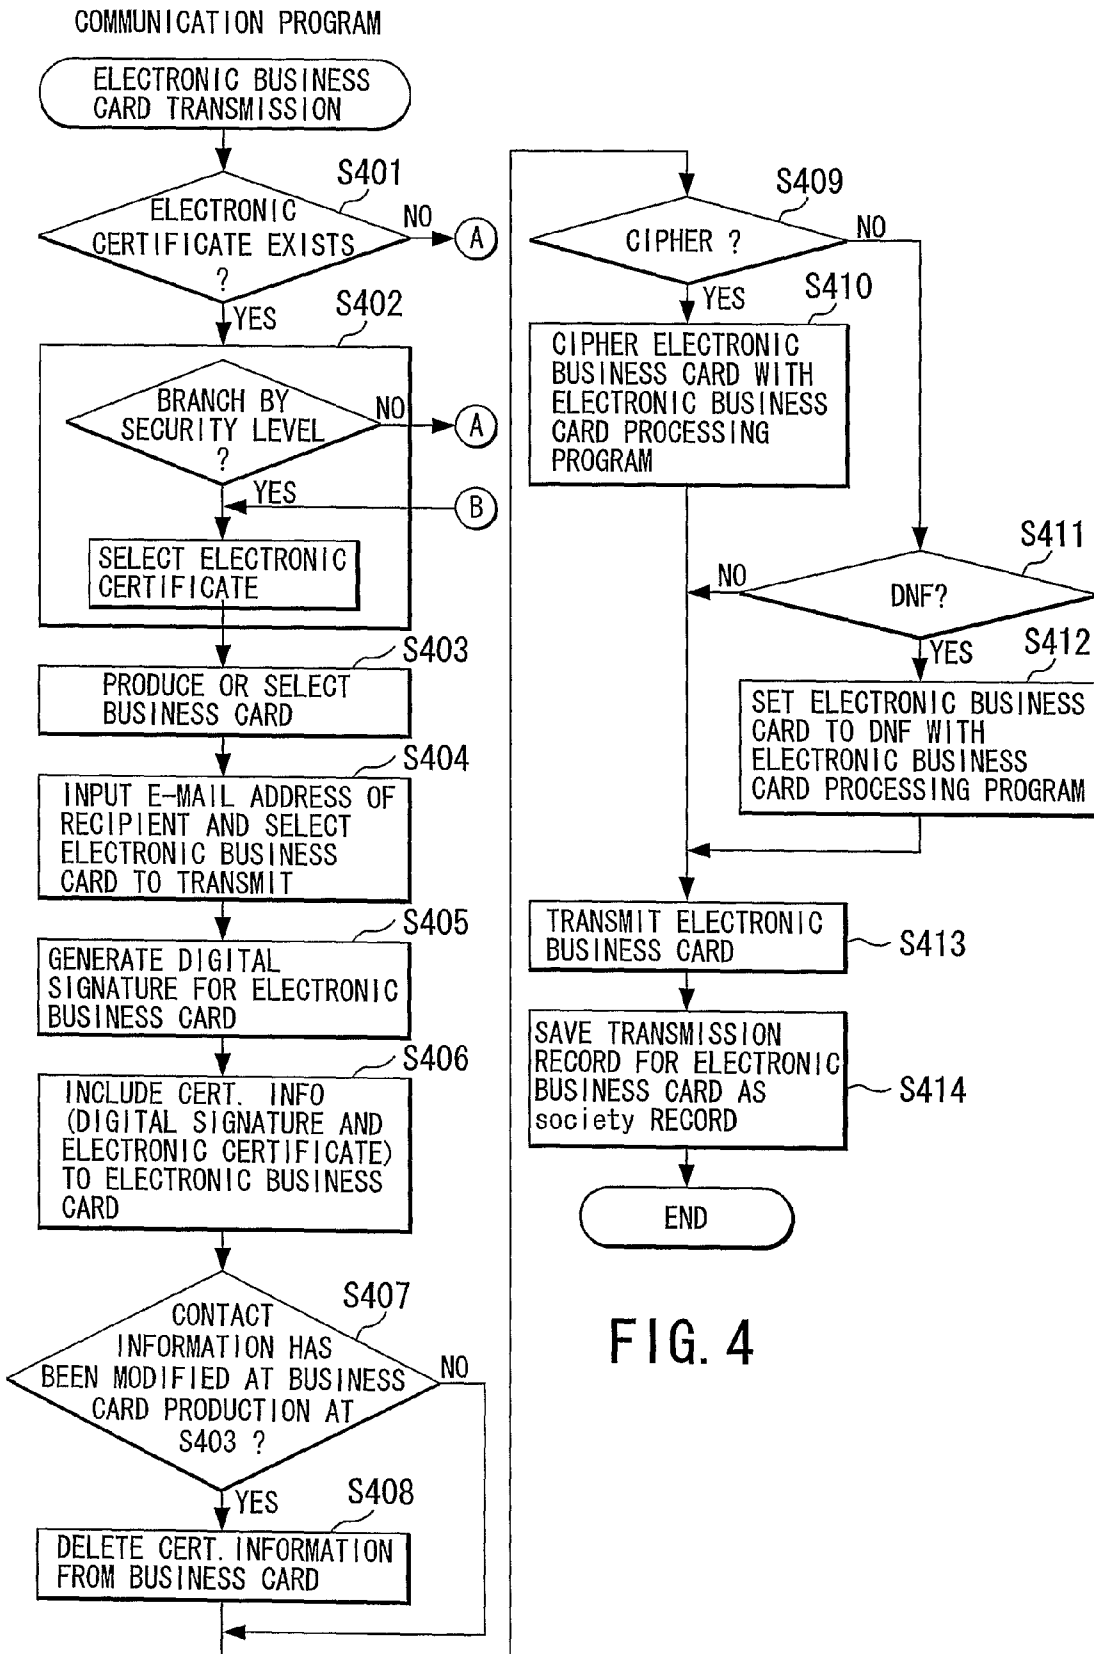 COMMUNICATION PROGRAM
ELECTRONIC BUSINESS
CARD TRANSMISSION
S401
ELECTRONIC
CERTIFICATE EXISTS
?
NO
A
YES
S402
BRANCH BY
SECURITY LEVEL
?
NO
A
YES
B
SELECT ELECTRONIC
CERTIFICATE
S403
PRODUCE OR SELECT
BUSINESS CARD
S404
INPUT E-MAIL ADDRESS OF
RECIPIENT AND SELECT
ELECTRONIC BUSINESS
CARD TO TRANSMIT
S405
GENERATE DIGITAL
SIGNATURE FOR ELECTRONIC
BUSINESS CARD
S406
INCLUDE CERT. INFO
(DIGITAL SIGNATURE AND
ELECTRONIC CERTIFICATE)
TO ELECTRONIC BUSINESS
CARD
S407
CONTACT
INFORMATION HAS
BEEN MODIFIED AT BUSINESS
CARD PRODUCTION AT
S403 ?
NO
YES
S408
DELETE CERT. INFORMATION
FROM BUSINESS CARD
S409
CIPHER ?
NO
YES
S410
CIPHER ELECTRONIC
BUSINESS CARD WITH
ELECTRONIC BUSINESS
CARD PROCESSING
PROGRAM
S411
DNF?
NO
YES
S412
SET ELECTRONIC BUSINESS
CARD TO DNF WITH
ELECTRONIC BUSINESS
CARD PROCESSING PROGRAM
TRANSMIT ELECTRONIC
BUSINESS CARD
S413
SAVE TRANSMISSION
RECORD FOR ELECTRONIC
BUSINESS CARD AS
society RECORD
S414
END
FIG. 4